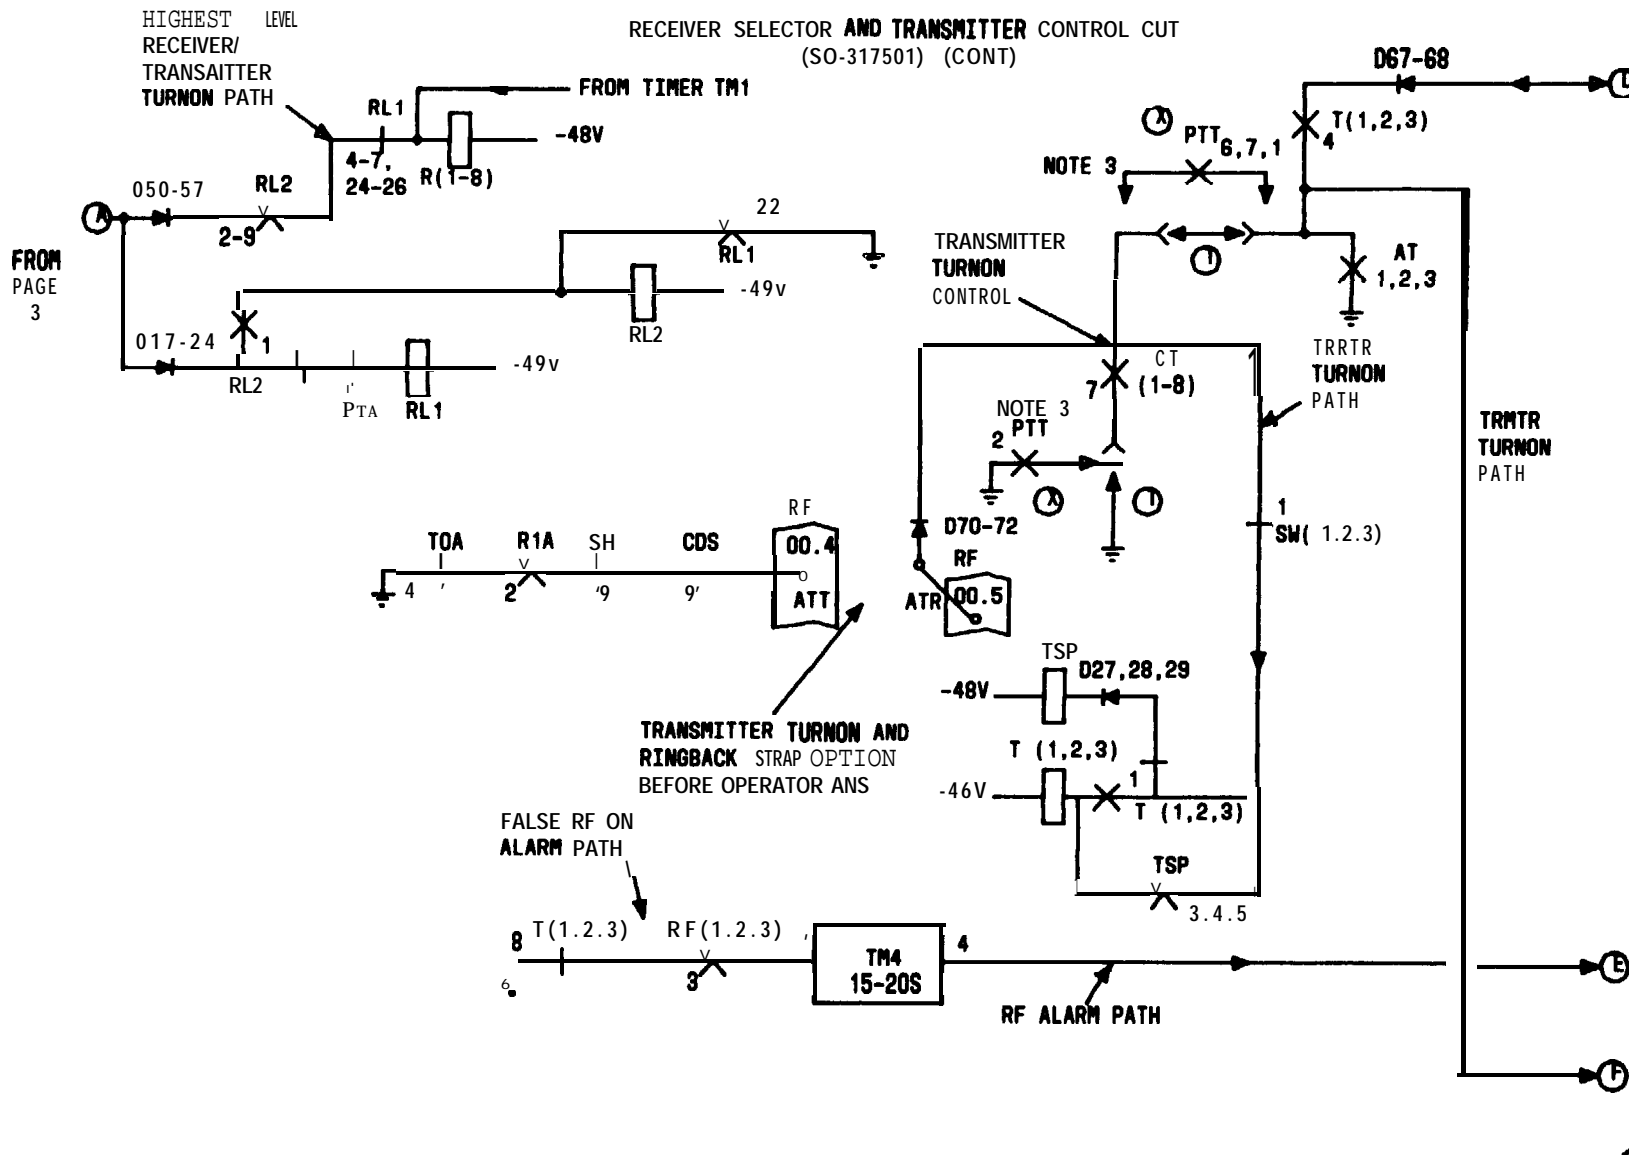 HIGHEST LEVEL
RECEIVER/
TRANSAITTER
TURNON PATH
RECEIVER SELECTOR AND TRANSMITTER CONTROL CUT
(SO-317501) (CONT)
FROM TIMER TM1
RL1
-48V
4-7,
24-26
R(1-8)
050-57
RL2
A
2-9
FROM
PAGE
3
22
RL1
-49v
RL2
017-24
1
RL2
PTA
RL1
-49v
D67-68
X
PTT
6,7,1
T(1,2,3)
4
NOTE 3
TRANSMITTER
TURNON
CONTROL
T
AT
1,2,3
CT
(1-8)
7
TRRTR
TURNON
PATH
NOTE 3
PTT
2
X
T
TRMTR
TURNON
PATH
1
SW( 1.2.3)
RF
00.4
ATT
TOA
R1A
SH
CDS
4 '
2
'9
9'
D70-72
RF
00.5
ATR
TSP
D27,28,29
-48V
T (1,2,3)
1
-46V
T (1,2,3)
TSP
3.4.5
TRANSMITTER TURNON AND
RINGBACK STRAP OPTION
BEFORE OPERATOR ANS
FALSE RF ON
ALARM PATH
8
T(1.2.3)
RF(1.2.3)
6
3
TM4
15-20S
4
RF ALARM PATH
E
F